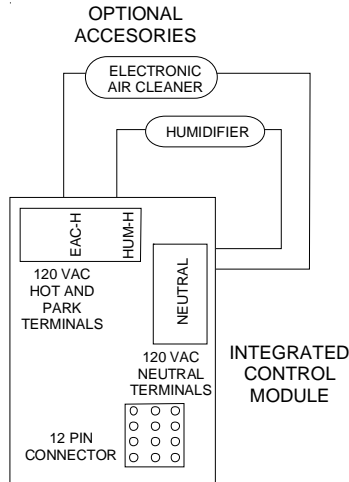 OPTIONAL
ACCESORIES
ELECTRONIC
AIR CLEANER
HUMIDIFIER
EAC-H
HUM-H
120 VAC
HOT AND
PARK
TERMINALS
NEUTRAL
120 VAC
NEUTRAL
TERMINALS
INTEGRATED
CONTROL
MODULE
12 PIN
CONNECTOR